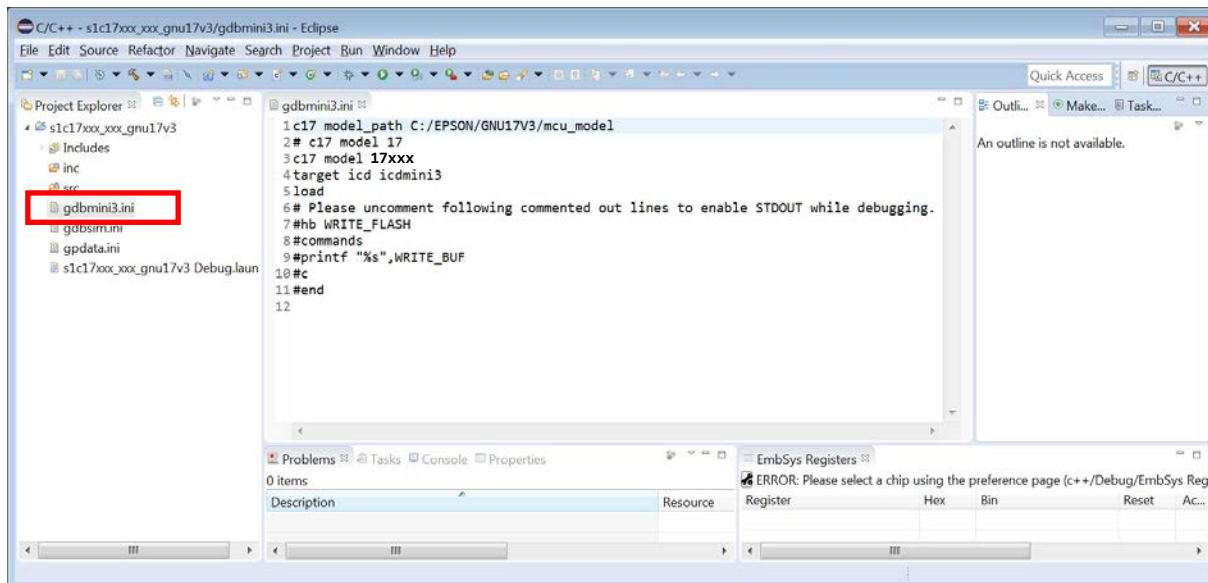 C/C++ - s1c17xxx_xxx_gnu17v3/gdbmini3.ini - Eclipse
File Edit Source Refactor Navigate Search Project Run Window Help
Quick Access
C/C++
Project Explorer
s1c17xxx_xxx_gnu17v3
Includes
inc
src
gdbmini3.ini
gdbsim.ini
gpdata.ini
s1c17xxx_xxx_gnu17v3 Debug.laun
gdbmini3.ini
1 c17 model_path C:/EPSON/GNU17V3/mcu_model
2 # c17 model 17
3 c17 model 17xxx
4 target icd icdmini3
5 load
6 # Please uncomment following commented out lines to enable STDOUT while debugging.
7 #hb WRITE_FLASH
8 #commands
9 #printf "%s",WRITE_BUF
10 #c
11 #end
12
Outli... Make... Task...
An outline is not available.
Problems Tasks Console Properties
0 items
Description Resource
EmbSys Registers
ERROR: Please select a chip using the preference page (c++/Debug/EmbSys Reg
Register Hex Bin Reset Ac...